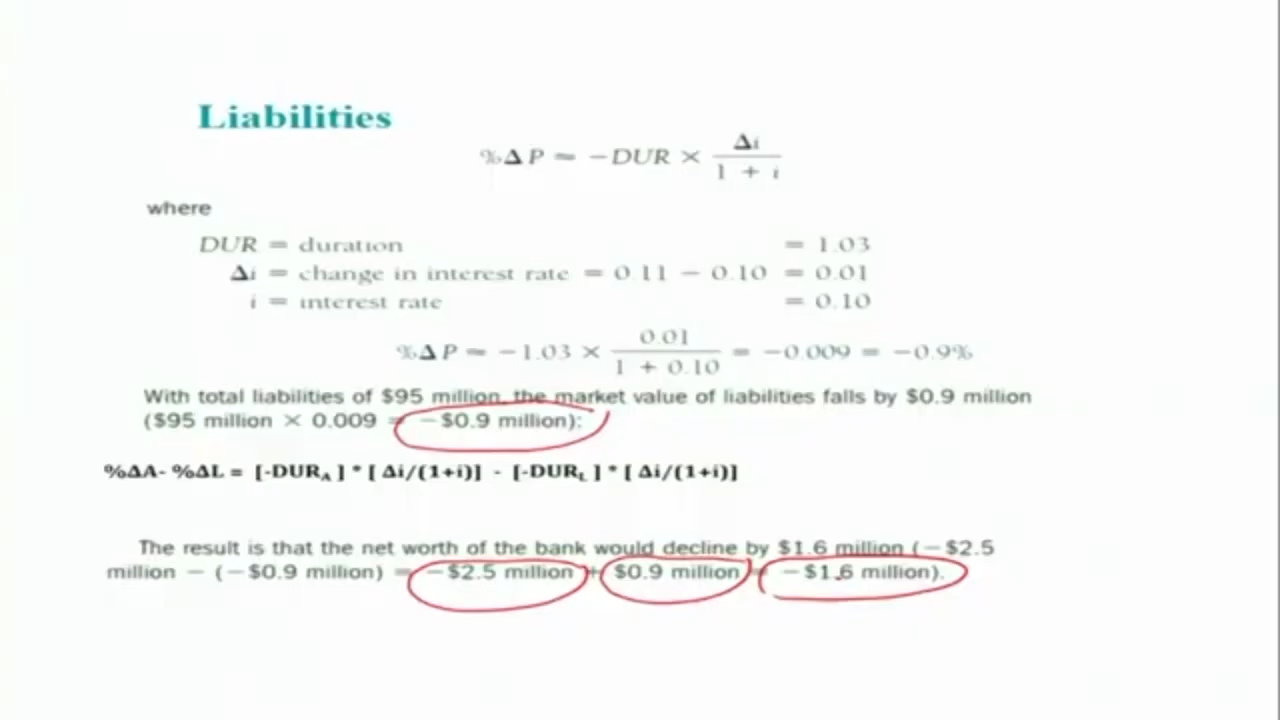 Liabilities
%Δ P ≈ −DUR × Δi / 1 + i
where
DUR = duration = 1.03
Δi = change in interest rate = 0.11 − 0.10 = 0.01
i = interest rate = 0.10
%Δ P ≈ −1.03 × 0.01 / 1 + 0.10 = −0.009 = −0.9%
With total liabilities of $95 million, the market value of liabilities falls by $0.9 million
($95 million × 0.009 = −$0.9 million):
%ΔA- %ΔL = [-DURA ] * [ Δi/(1+i)] - [-DURL ] * [ Δi/(1+i)]
The result is that the net worth of the bank would decline by $1.6 million (−$2.5
million − (−$0.9 million) = −$2.5 million + $0.9 million = −$1.6 million).